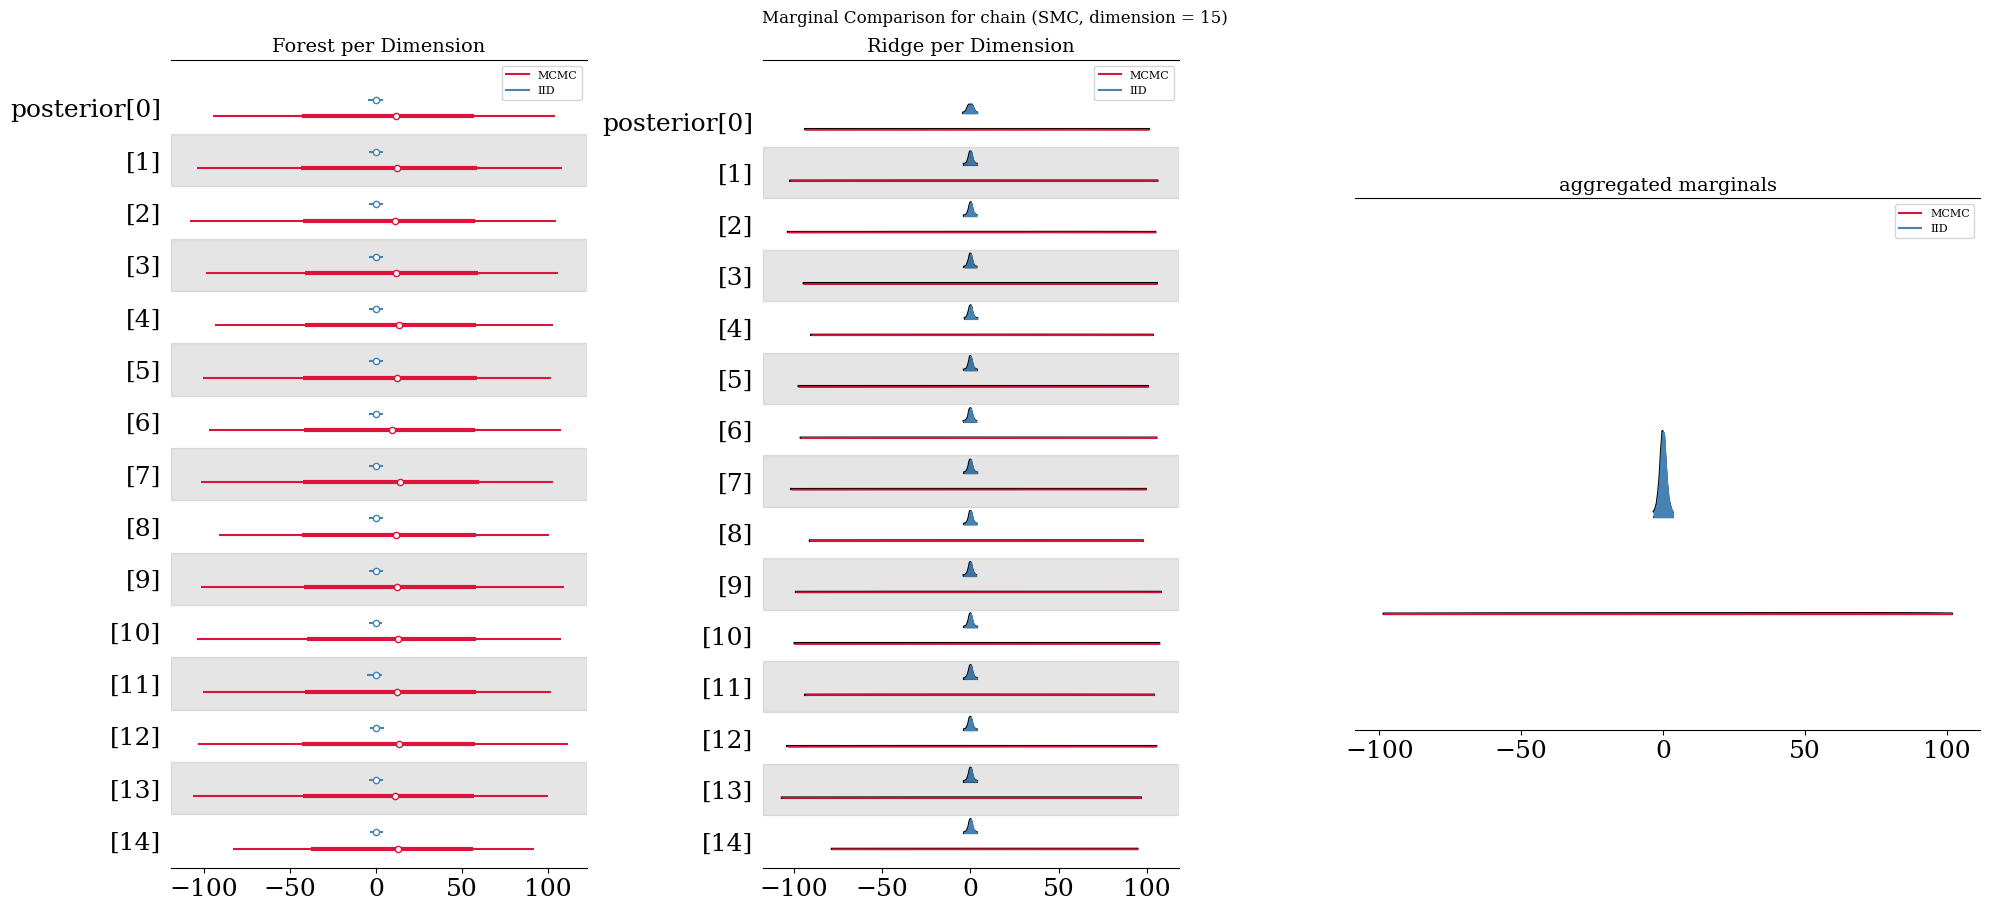 Marginal Comparison for chain (SMC, dimension = 15)
Forest per Dimension
MCMC
IID
posterior[0]
[1]
[2]
[3]
[4]
[5]
[6]
[7]
[8]
[9]
[10]
[11]
[12]
[13]
[14]
−100 −50 0 50 100
Ridge per Dimension
MCMC
IID
posterior[0]
[1]
[2]
[3]
[4]
[5]
[6]
[7]
[8]
[9]
[10]
[11]
[12]
[13]
[14]
−100 −50 0 50 100
aggregated marginals
MCMC
IID
−100 −50 0 50 100